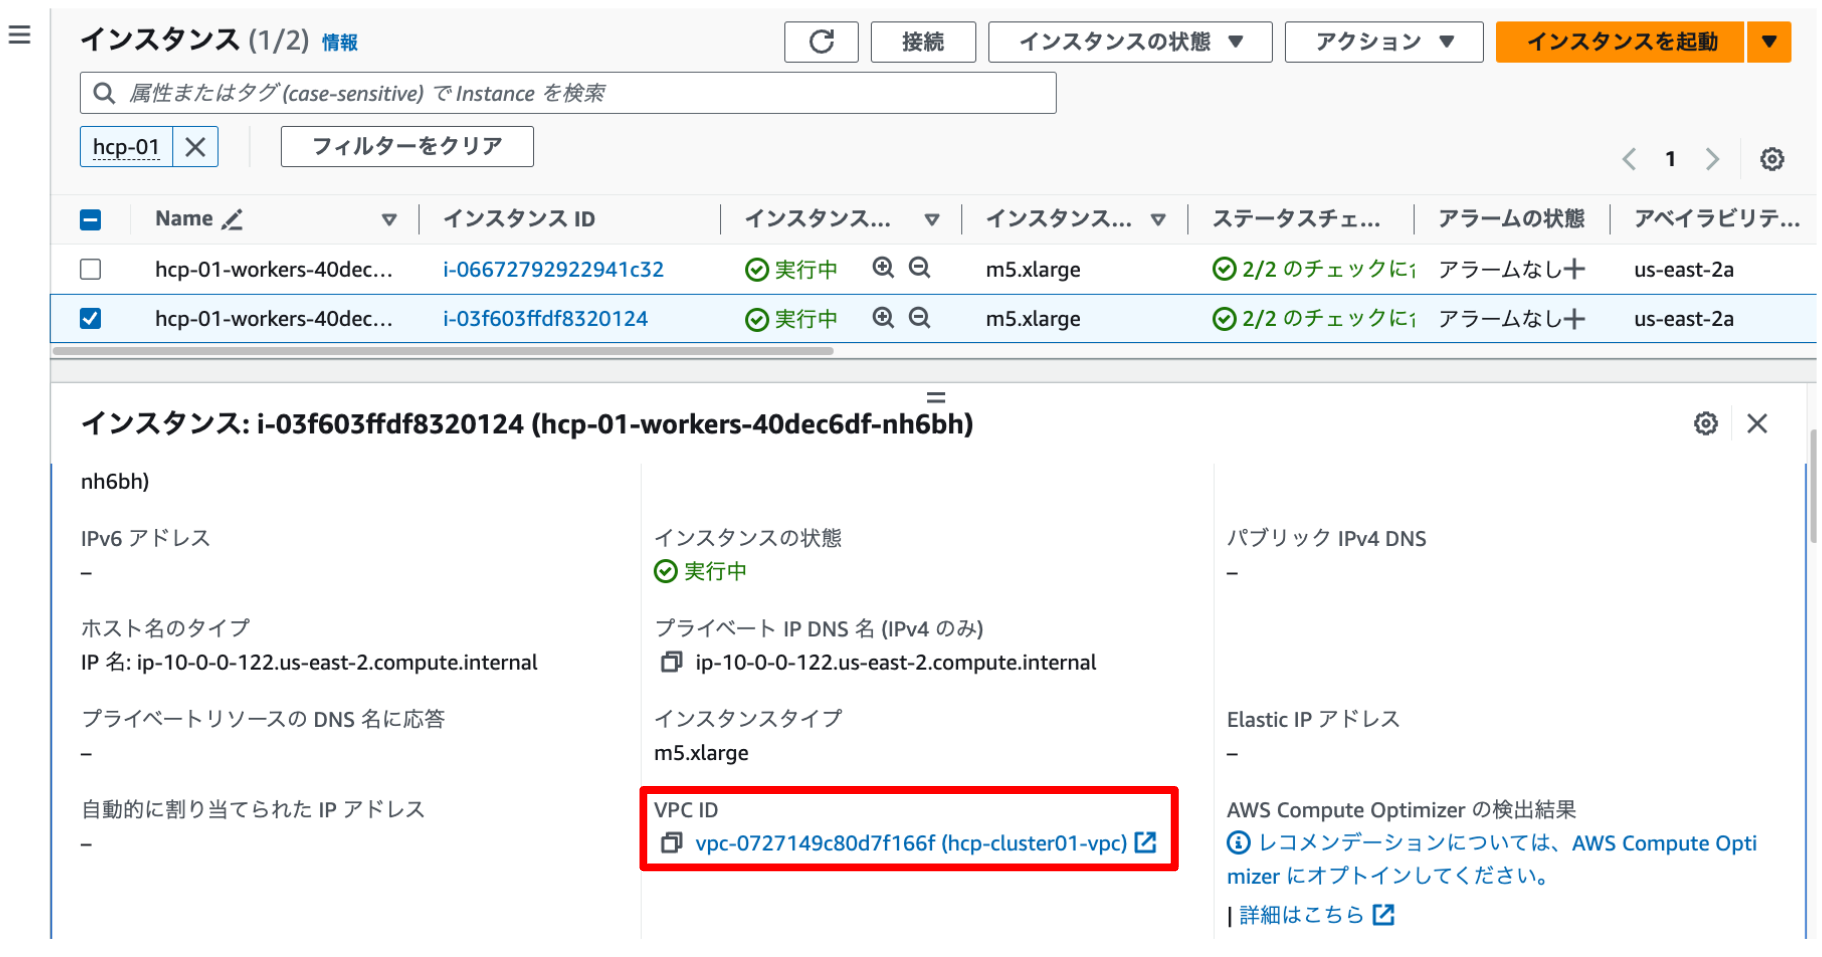 インスタンス (1/2) 情報
接続
インスタンスの状態
アクション
インスタンスを起動
属性またはタグ (case-sensitive) で Instance を検索
hcp-01
フィルターをクリア
1
Name
インスタンス ID
インスタンス...
インスタンス...
ステータスチェ...
アラームの状態
アベイラビリテ...
hcp-01-workers-40dec...
i-06672792922941c32
実行中
m5.xlarge
2/2 のチェックに
アラームなし
us-east-2a
hcp-01-workers-40dec...
i-03f603ffdf8320124
実行中
m5.xlarge
2/2 のチェックに
アラームなし
us-east-2a
インスタンス: i-03f603ffdf8320124 (hcp-01-workers-40dec6df-nh6bh)
nh6bh)
IPv6 アドレス
–
インスタンスの状態
実行中
パブリック IPv4 DNS
–
ホスト名のタイプ
IP 名: ip-10-0-0-122.us-east-2.compute.internal
プライベート IP DNS 名 (IPv4 のみ)
ip-10-0-0-122.us-east-2.compute.internal
プライベートリソースの DNS 名に応答
–
インスタンスタイプ
m5.xlarge
Elastic IP アドレス
–
自動的に割り当てられた IP アドレス
–
VPC ID
vpc-0727149c80d7f166f (hcp-cluster01-vpc)
AWS Compute Optimizer の検出結果
レコメンデーションについては、AWS Compute Opti
mizer にオプトインしてください。
| 詳細はこちら